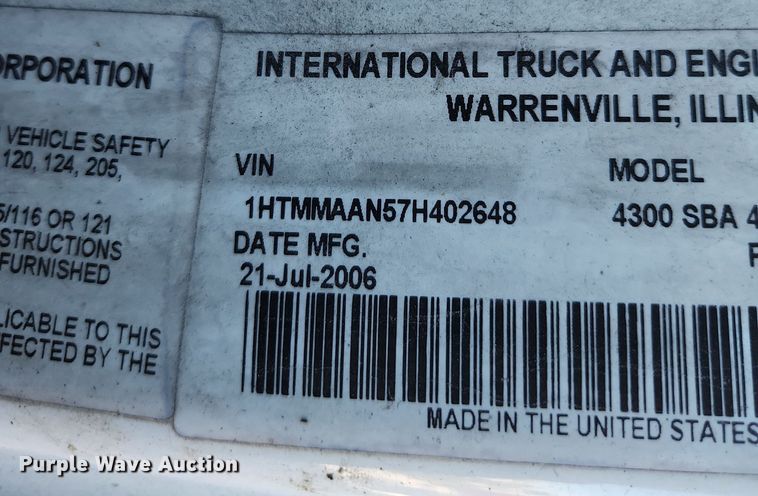 ORPORATION
VEHICLE SAFETY
120, 124, 205,
5/116 OR 121
STRUCTIONS
FURNISHED
LICABLE TO THIS
FFECTED BY THE
INTERNATIONAL TRUCK AND ENGI
WARRENVILLE, ILLIN
VIN MODEL
1HTMMAAN57H402648 4300 SBA 4
DATE MFG.
21-Jul-2006
MADE IN THE UNITED STATES
Purple Wave Auction